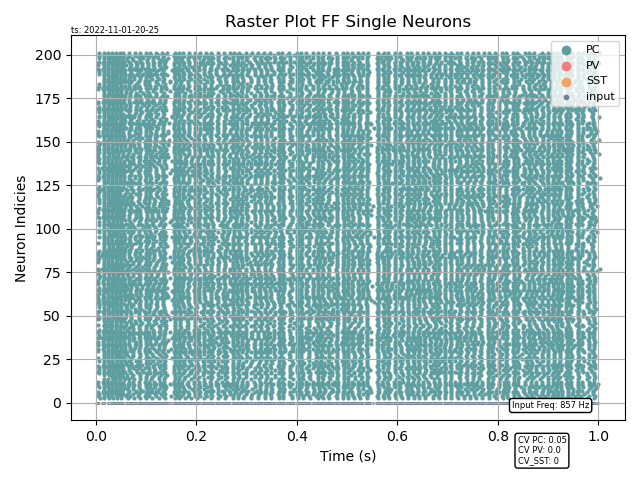 Raster Plot FF Single Neurons
ts: 2022-11-01-20-25
PC
PV
SST
input
200
175
150
125
100
75
50
25
0
Neuron Indicies
Input Freq: 857 Hz
0.0 0.2 0.4 0.6 0.8 1.0
Time (s)
CV PC: 0.05
CV PV: 0.0
CV_SST: 0